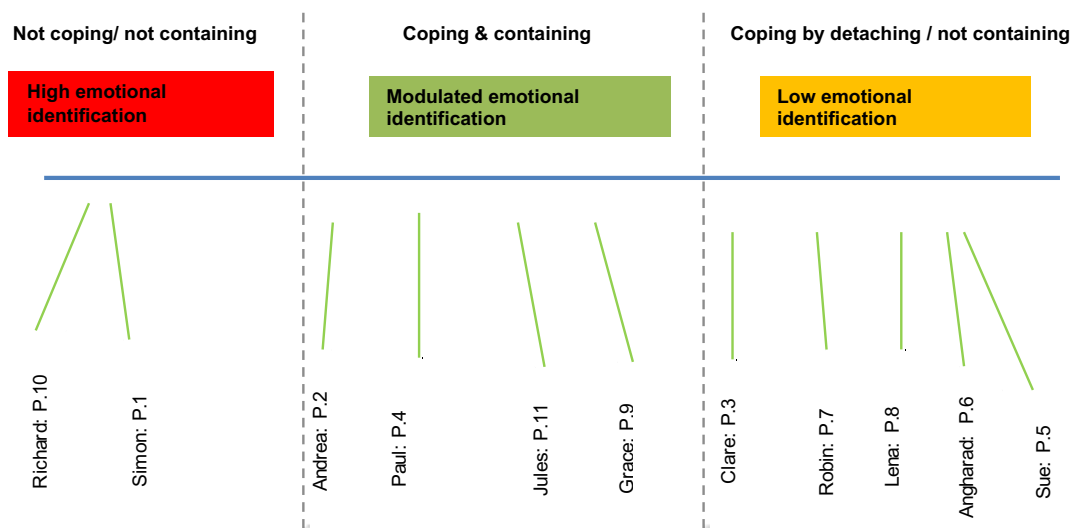 Not coping/ not containing
Coping & containing
Coping by detaching / not containing
High emotional
identification
Modulated emotional
identification
Low emotional
identification
Richard: P.10
Simon: P.1
Andrea: P.2
Paul: P.4
Jules: P.11
Grace: P.9
Clare: P.3
Robin: P.7
Lena: P.8
Angharad: P.6
Sue: P.5